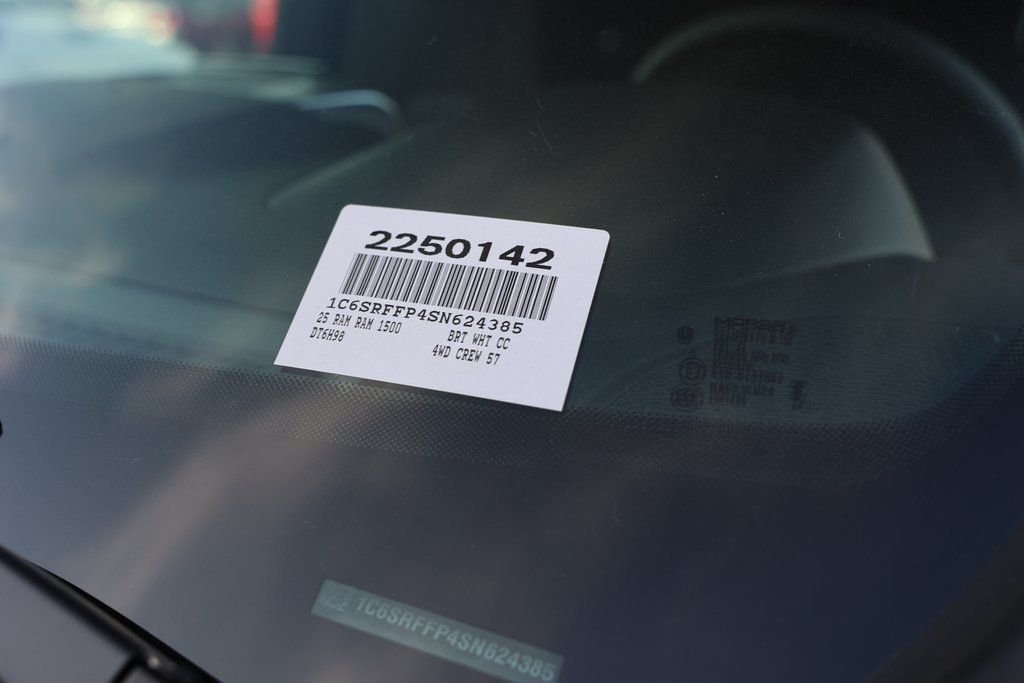 2250142
1C6SRFFP4SN624385
25 RAM RAM 1500 BRT WHT CC
DT6H98 4WD CREW 57
MOPAR
1C6SRFFP4SN624385